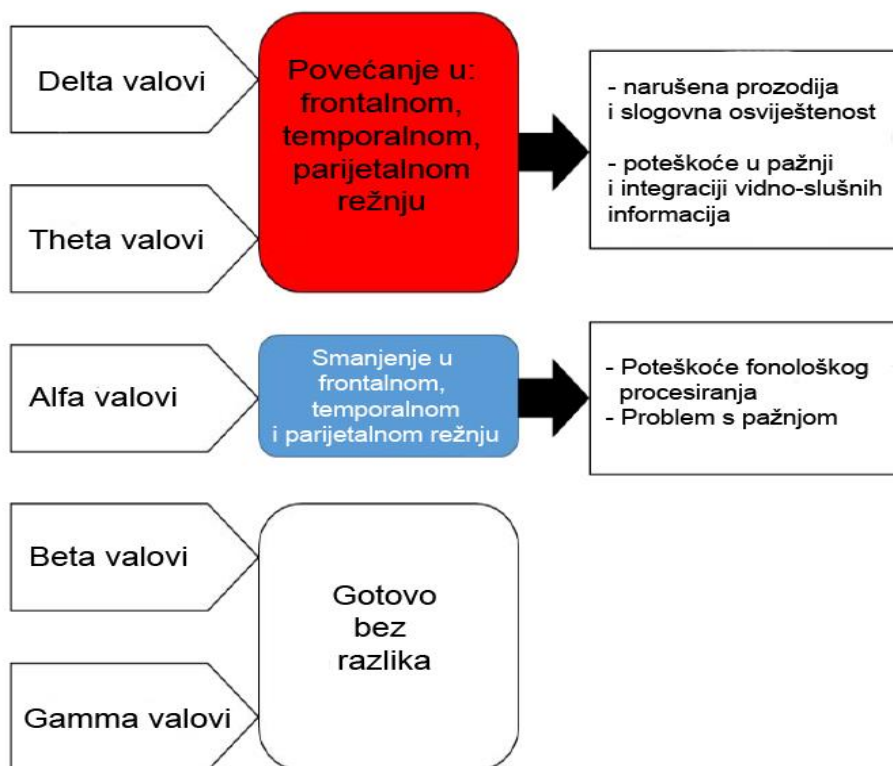 Delta valovi
Povećanje u:
frontalnom,
temporalnom,
parijetalnom
režnju
- narušena prozodija
i slogovna osviještenost
- poteškoće u pažnji
i integraciji vidno-slušnih
informacija
Theta valovi
Alfa valovi
Smanjenje u
frontalnom,
temporalnom
i parijetalnom režnju
- Poteškoće fonološkog
procesiranja
- Problem s pažnjom
Beta valovi
Gotovo
bez
razlika
Gamma valovi